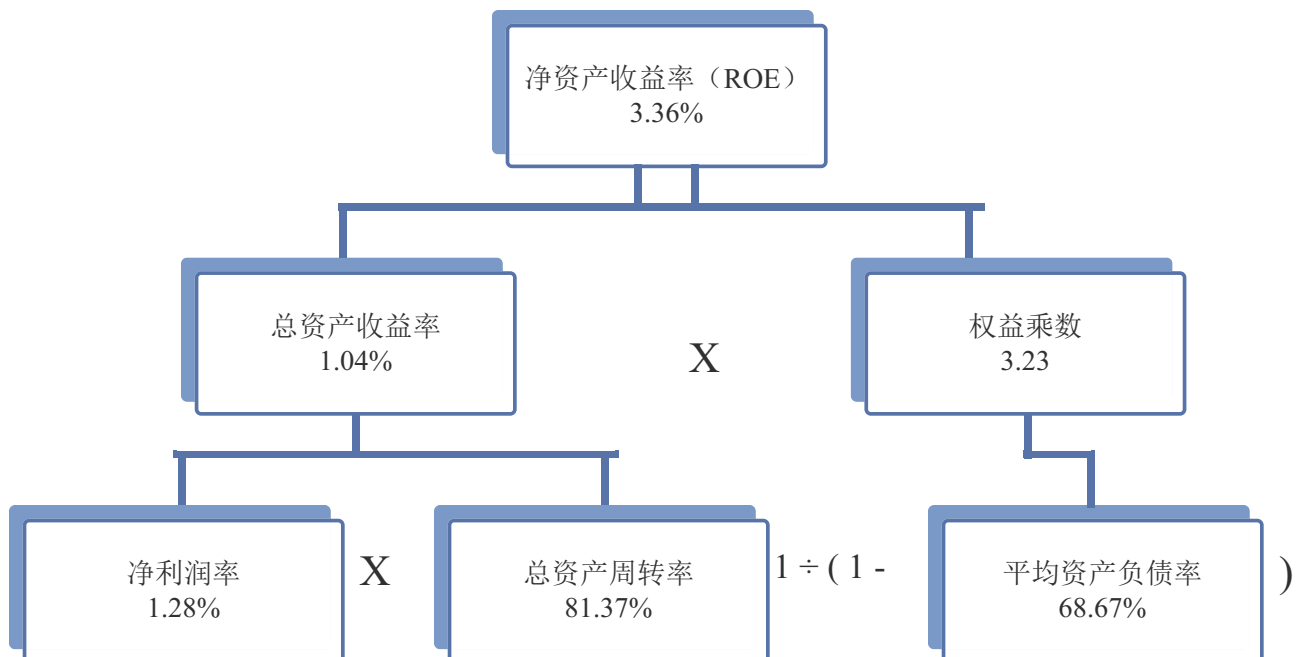 净资产收益率（ROE）
3.36%
总资产收益率
1.04%
X
权益乘数
3.23
净利润率
1.28%
X
总资产周转率
81.37%
1 ÷ ( 1 -
平均资产负债率
68.67%
)